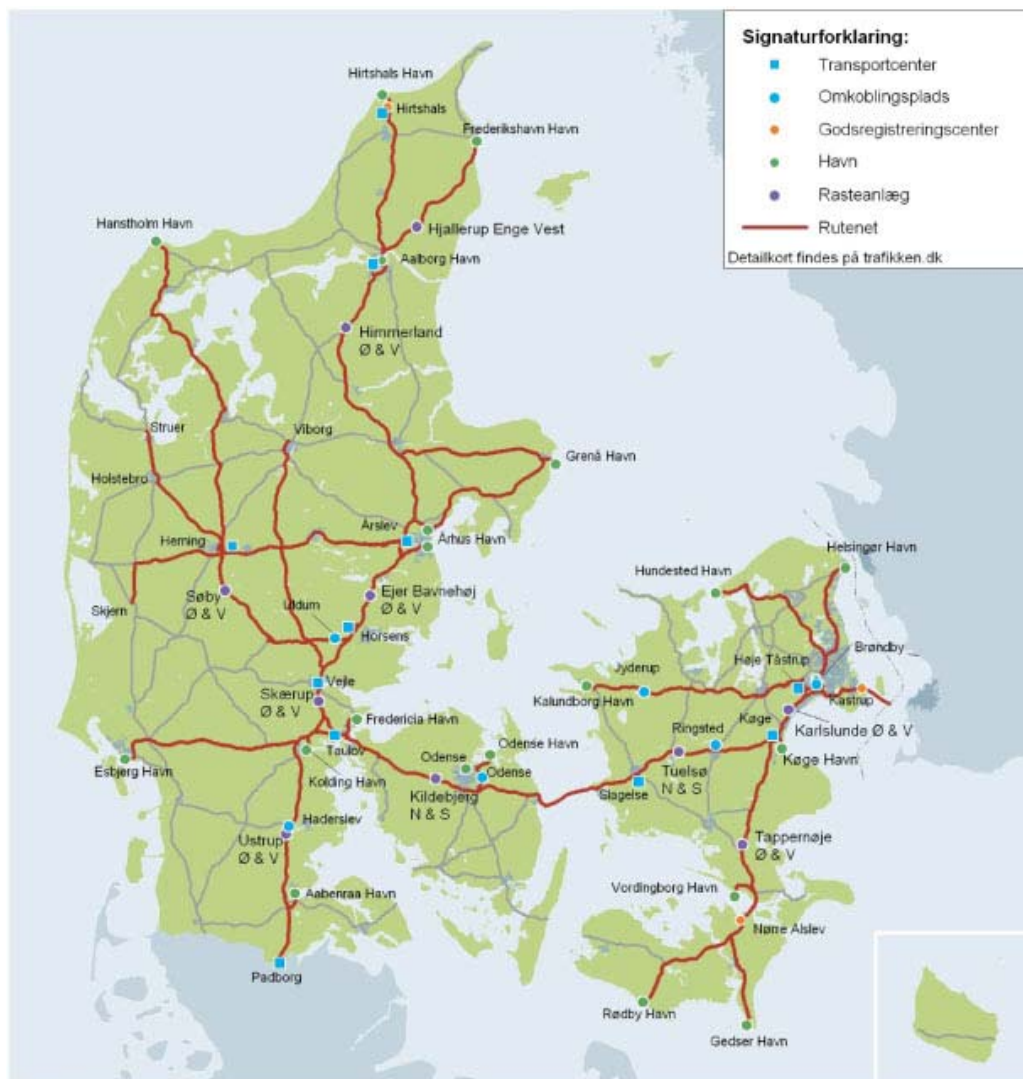 Signaturforklaring:
Transportcenter
Omkoblingsplads
Godsregistreringscenter
Havn
Rasteanlæg
Rutenet
Detailkort findes på trafikken.dk
Hirtshals Havn
Hirtshals
Frederikshavn Havn
Hanstholm Havn
Hjallerup Enge Vest
Aalborg Havn
Himmerland
Ø & V
Struer
Viborg
Grenå Havn
Holstebro
Årslev
Århus Havn
Herning
Skjern
Søby
Ø & V
Uldum
Ejer Bavnehøj
Ø & V
Horsens
Vejle
Skærup
Ø & V
Fredericia Havn
Taulov
Esbjerg Havn
Kolding Havn
Odense
Odense Havn
Odense
Kildebjerg
N & S
Haderslev
Ustrup
Ø & V
Aabenraa Havn
Padborg
Helsingør Havn
Hundested Havn
Brøndby
Høje Tåstrup
Jyderup
Kalundborg Havn
Kastrup
Ringsted
Køge
Karlslunde Ø & V
Køge Havn
Tuelsø
N & S
Slagelse
Tappernøje
Ø & V
Vordingborg Havn
Nørre Alslev
Rødby Havn
Gedser Havn